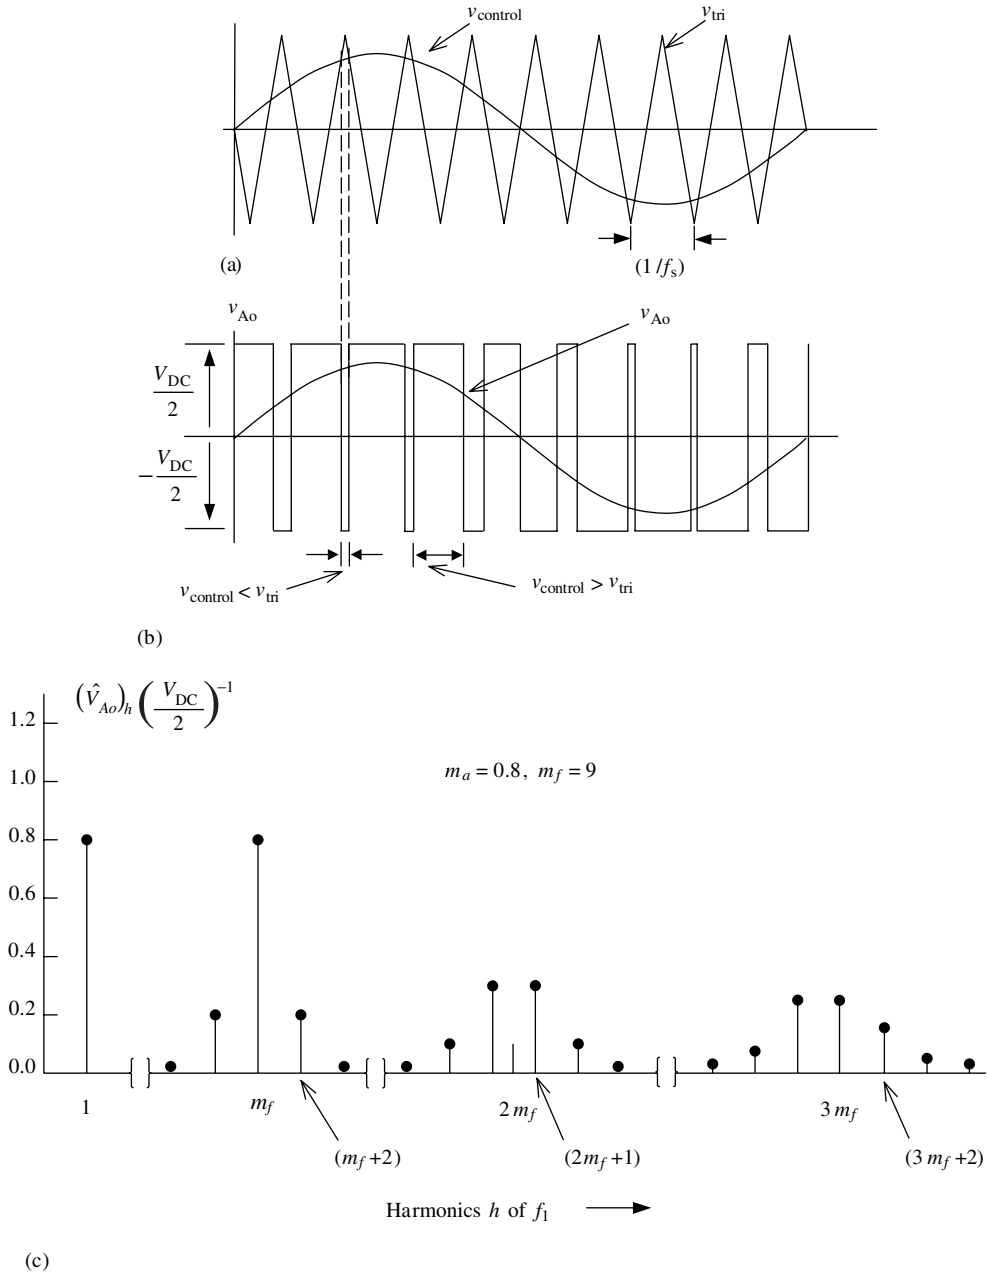 v_control v_tri
(a) (1/f_s)
v_Ao v_Ao
V_DC/2
−V_DC/2
v_control < v_tri v_control > v_tri
(b)
(V̂_Ao)_h (V_DC/2)^−1
1.2
m_a = 0.8, m_f = 9
1.0
0.8
0.6
0.4
0.2
0.0
1 m_f 2m_f 3m_f
(m_f+2) (2m_f+1) (3m_f+2)
Harmonics h of f_1
(c)